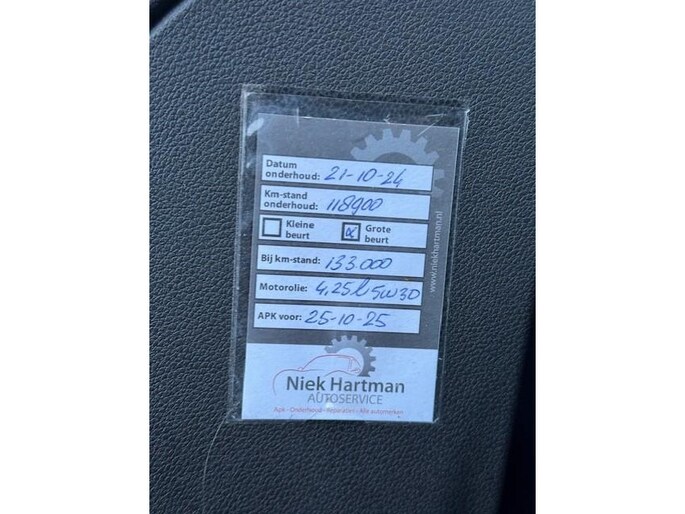 Datum onderhoud: 21-10-24
Km-stand onderhoud: 118900
Kleine beurt Grote beurt
Bij km-stand: 133.000
Motorolie: 4,25l 5W30
APK voor: 25-10-25
www.niekhartman.nl
Niek Hartman
AUTOSERVICE
Apk - Onderhoud - Reparaties - Alle automerken